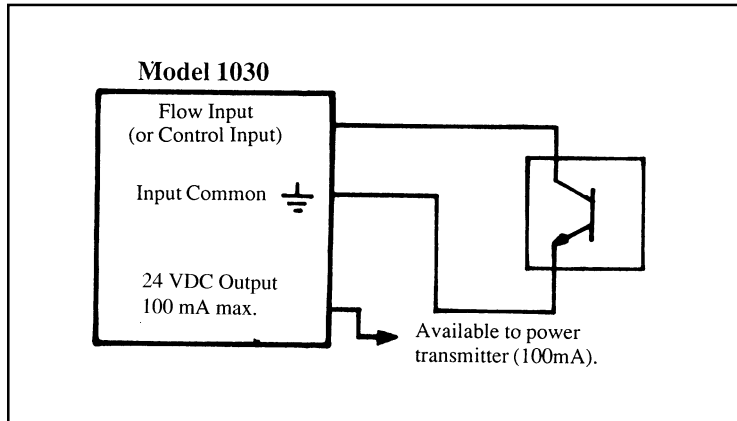 Model 1030
Flow Input
(or Control Input)
Input Common
24 VDC Output
100 mA max.
Available to power
transmitter (100mA).